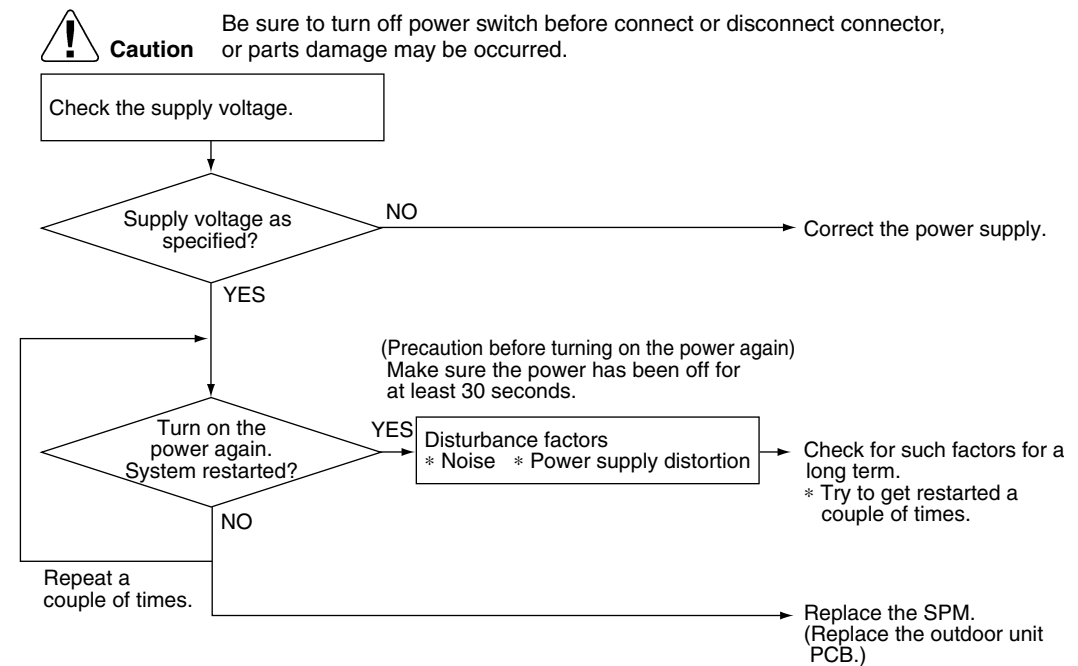 Be sure to turn off power switch before connect or disconnect connector,
Caution or parts damage may be occurred.
Check the supply voltage.
Supply voltage as
specified?
NO
Correct the power supply.
YES
(Precaution before turning on the power again)
Make sure the power has been off for
at least 30 seconds.
Turn on the
power again.
System restarted?
YES
Disturbance factors
* Noise * Power supply distortion
Check for such factors for a
long term.
* Try to get restarted a
couple of times.
NO
Repeat a
couple of times.
Replace the SPM.
(Replace the outdoor unit
PCB.)